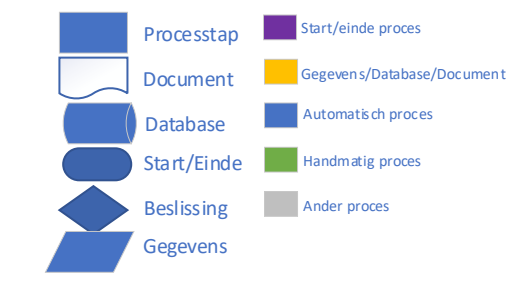 Processtap
Document
Database
Start/Einde
Beslissing
Gegevens
Start/einde proces
Gegevens/Database/Document
Automatisch proces
Handmatig proces
Ander proces